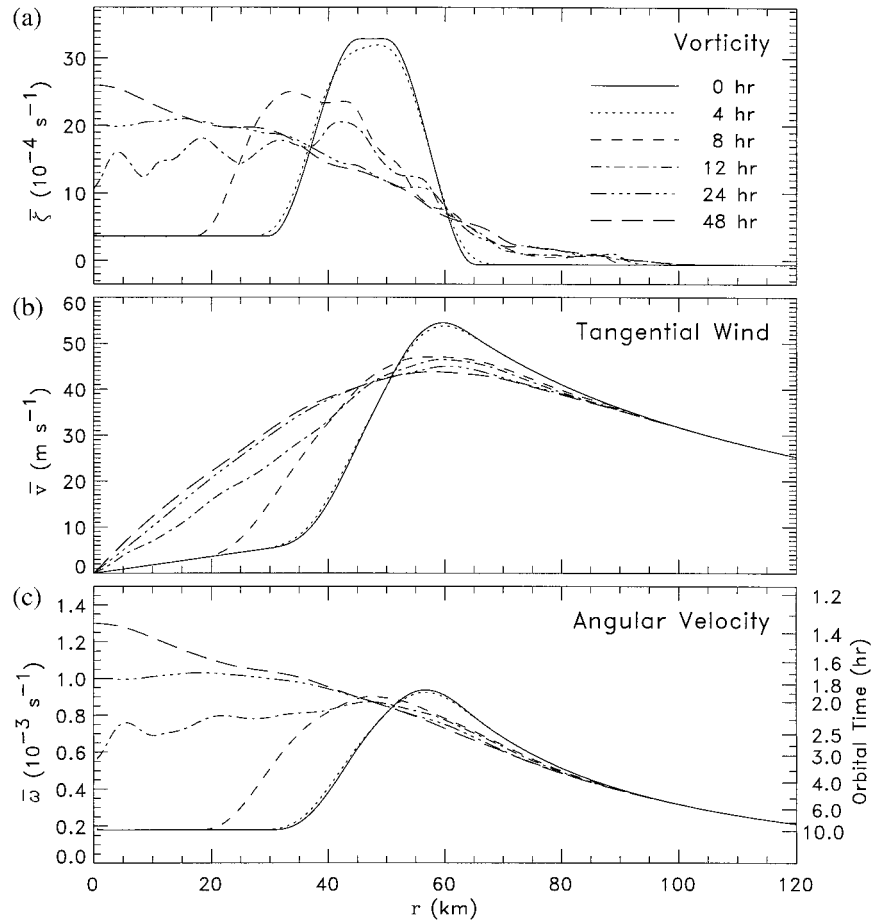 (a)
Vorticity
0 hr
4 hr
8 hr
12 hr
24 hr
48 hr
30
20
10
0
ζ̅ (10⁻⁴ s⁻¹)
(b)
Tangential Wind
60
50
40
30
20
10
0
v̅ (m s⁻¹)
(c)
Angular Velocity
1.4
1.2
1.0
0.8
0.6
0.4
0.2
0.0
ω̅ (10⁻³ s⁻¹)
1.2
1.4
1.6
1.8
2.0
2.5
3.0
4.0
6.0
10.0
Orbital Time (hr)
0 20 40 60 80 100 120
r (km)